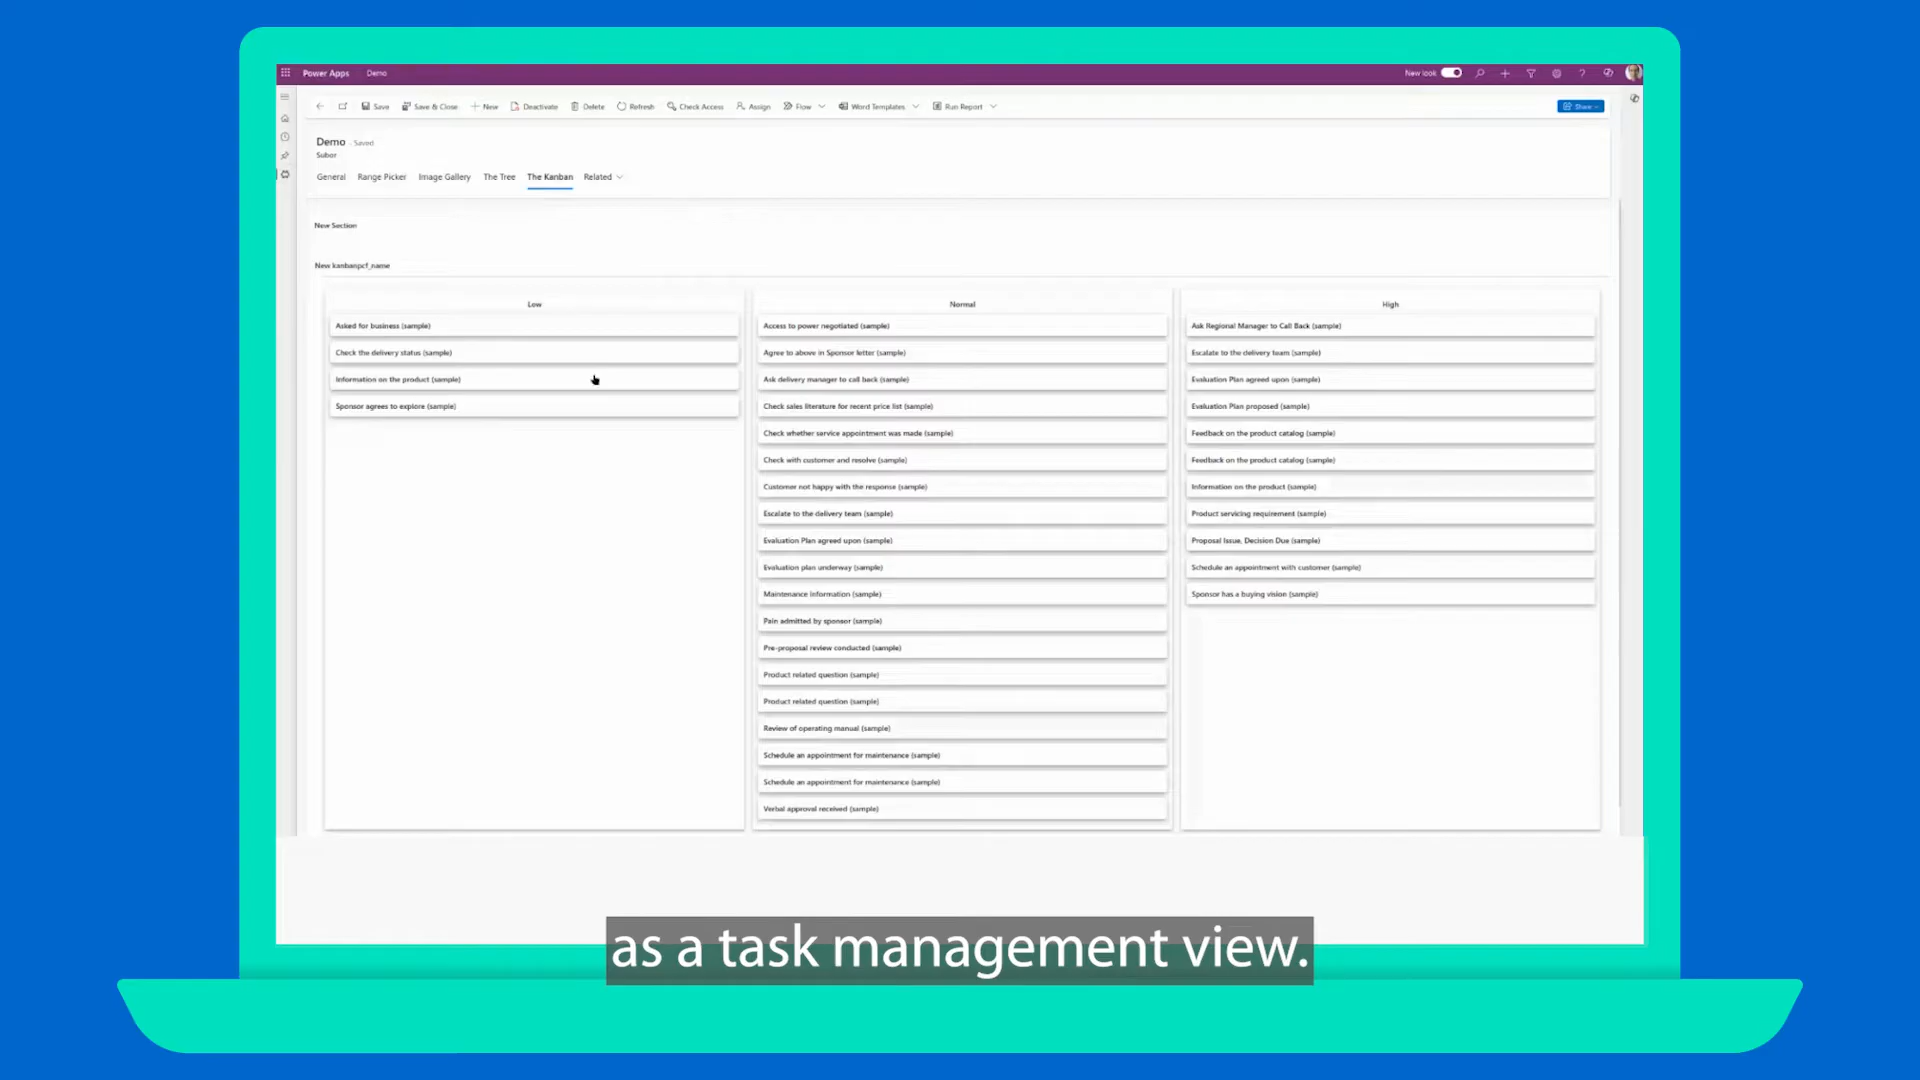 Power Apps Demo New look
Save Save & Close New Deactivate Delete Refresh Check Access Assign Flow Word Templates Run Report Share
Demo - Saved
Subor
General Range Picker Image Gallery The Tree The Kanban Related
New Section
New kanbanpcf_name
Low
Asked for business (sample)
Check the delivery status (sample)
Information on the product (sample)
Sponsor agrees to explore (sample)
Normal
Access to power negotiated (sample)
Agree to above in Sponsor letter (sample)
Ask delivery manager to call back (sample)
Check sales literature for recent price list (sample)
Check whether service appointment was made (sample)
Check with customer and resolve (sample)
Customer not happy with the response (sample)
Escalate to the delivery team (sample)
Evaluation Plan agreed upon (sample)
Evaluation plan underway (sample)
Maintenance information (sample)
Pain admitted by sponsor (sample)
Pre-proposal review conducted (sample)
Product related question (sample)
Product related question (sample)
Review of operating manual (sample)
Schedule an appointment for maintenance (sample)
Schedule an appointment for maintenance (sample)
Verbal approval received (sample)
High
Ask Regional Manager to Call Back (sample)
Escalate to the delivery team (sample)
Evaluation Plan agreed upon (sample)
Evaluation Plan proposed (sample)
Feedback on the product catalog (sample)
Feedback on the product catalog (sample)
Information on the product (sample)
Product servicing requirement (sample)
Proposal Issue, Decision Due (sample)
Schedule an appointment with customer (sample)
Sponsor has a buying vision (sample)
as a task management view.